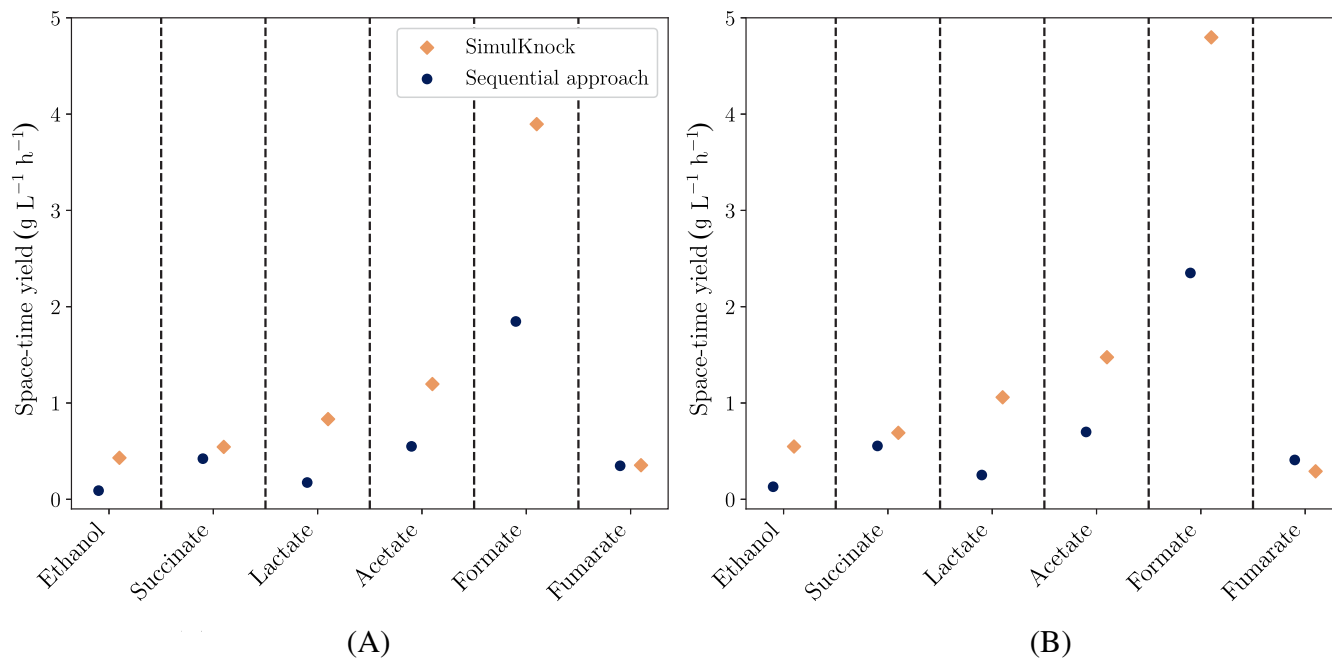 5
4
3
2
1
0
Space-time yield (g L⁻¹ h⁻¹)
SimulKnock
Sequential approach
Ethanol
Succinate
Lactate
Acetate
Formate
Fumarate
(A)
5
4
3
2
1
0
Space-time yield (g L⁻¹ h⁻¹)
Ethanol
Succinate
Lactate
Acetate
Formate
Fumarate
(B)